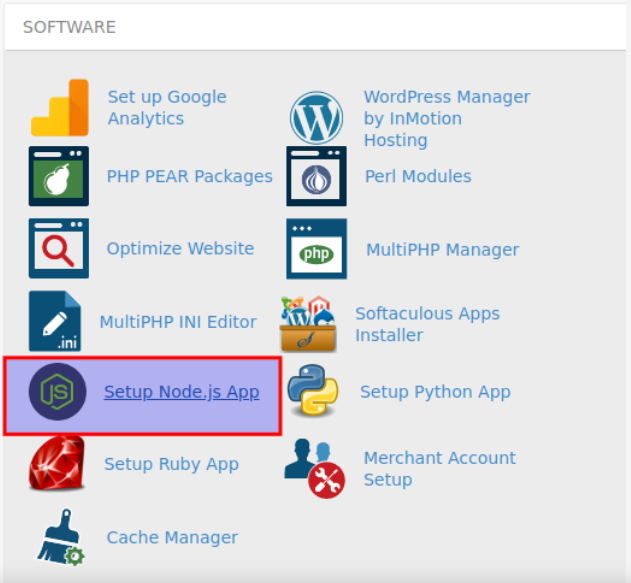 SOFTWARE
Set up Google
Analytics
WordPress Manager
by InMotion
Hosting
PHP PEAR Packages
Perl Modules
Optimize Website
php
MultiPHP Manager
.ini
MultiPHP INI Editor
Softaculous Apps
Installer
JS
Setup Node.js App
Setup Python App
Setup Ruby App
Merchant Account
Setup
Cache Manager